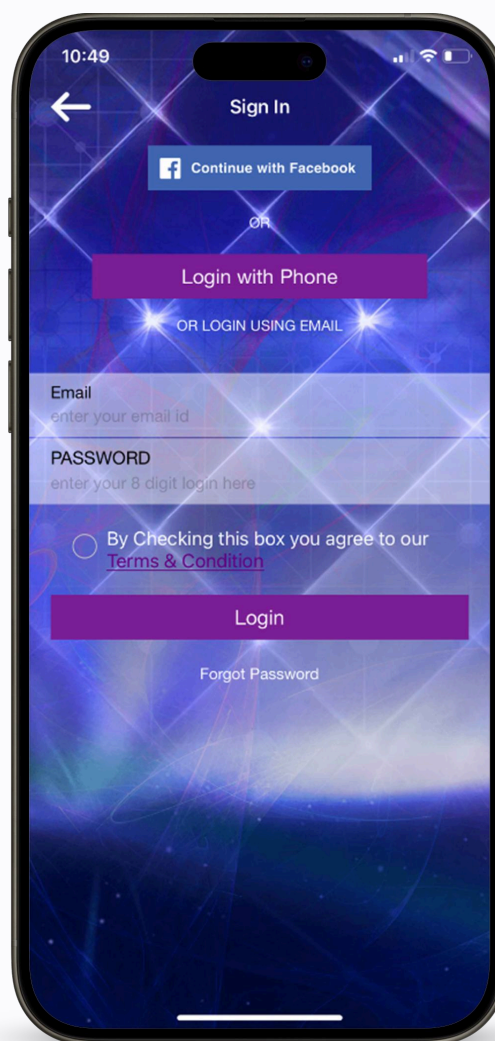 10:49
Sign In
Continue with Facebook
OR
Login with Phone
OR LOGIN USING EMAIL
Email
enter your email id
PASSWORD
enter your 8 digit login here
By Checking this box you agree to our
Terms & Condition
Login
Forgot Password